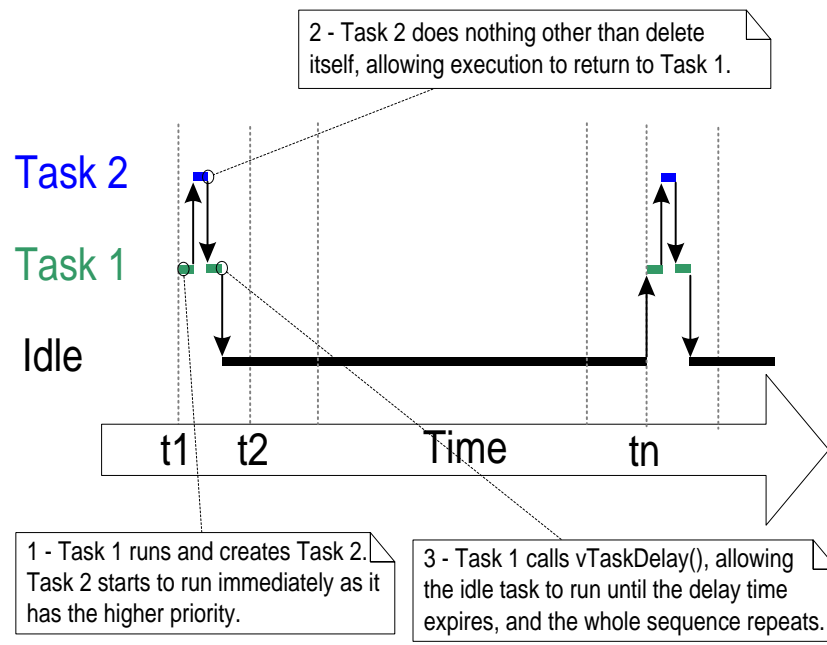 2 - Task 2 does nothing other than delete
itself, allowing execution to return to Task 1.
Task 2
Task 1
Idle
t1 t2 Time tn
1 - Task 1 runs and creates Task 2.
Task 2 starts to run immediately as it
has the higher priority.
3 - Task 1 calls vTaskDelay(), allowing
the idle task to run until the delay time
expires, and the whole sequence repeats.